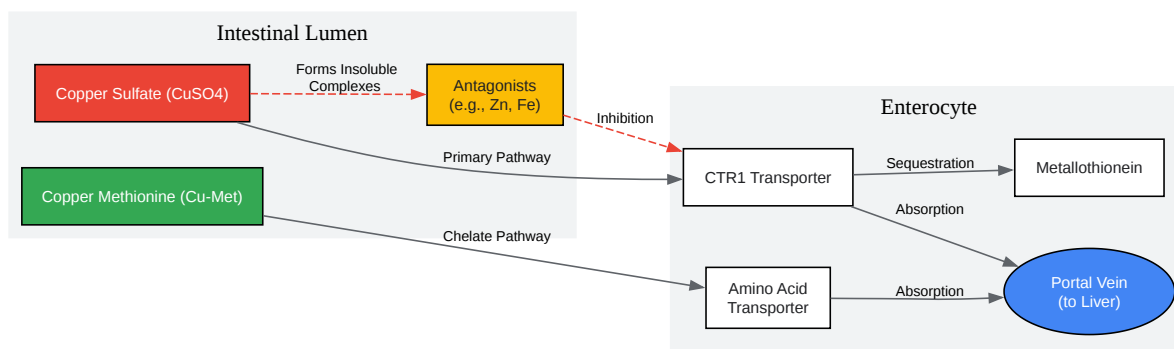 Intestinal Lumen
Copper Sulfate (CuSO4)
Forms Insoluble
Complexes
Antagonists
(e.g., Zn, Fe)
Inhibition
Primary Pathway
Copper Methionine (Cu-Met)
Chelate Pathway
Enterocyte
CTR1 Transporter
Sequestration
Metallothionein
Absorption
Amino Acid
Transporter
Absorption
Portal Vein
(to Liver)